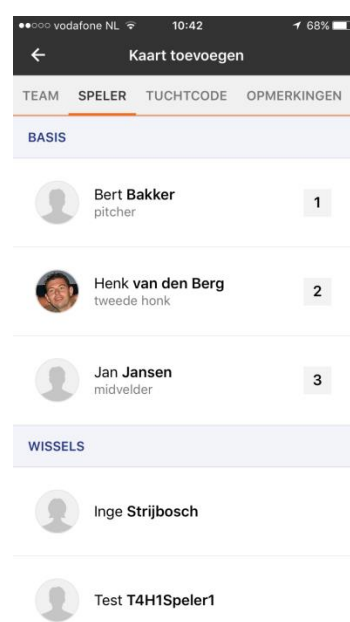 vodafone NL 10:42 68%
Kaart toevoegen
TEAM SPELER TUCHTCODE OPMERKINGEN
BASIS
Bert Bakker
pitcher
1
Henk van den Berg
tweede honk
2
Jan Jansen
midvelder
3
WISSELS
Inge Strijbosch
Test T4H1Speler1